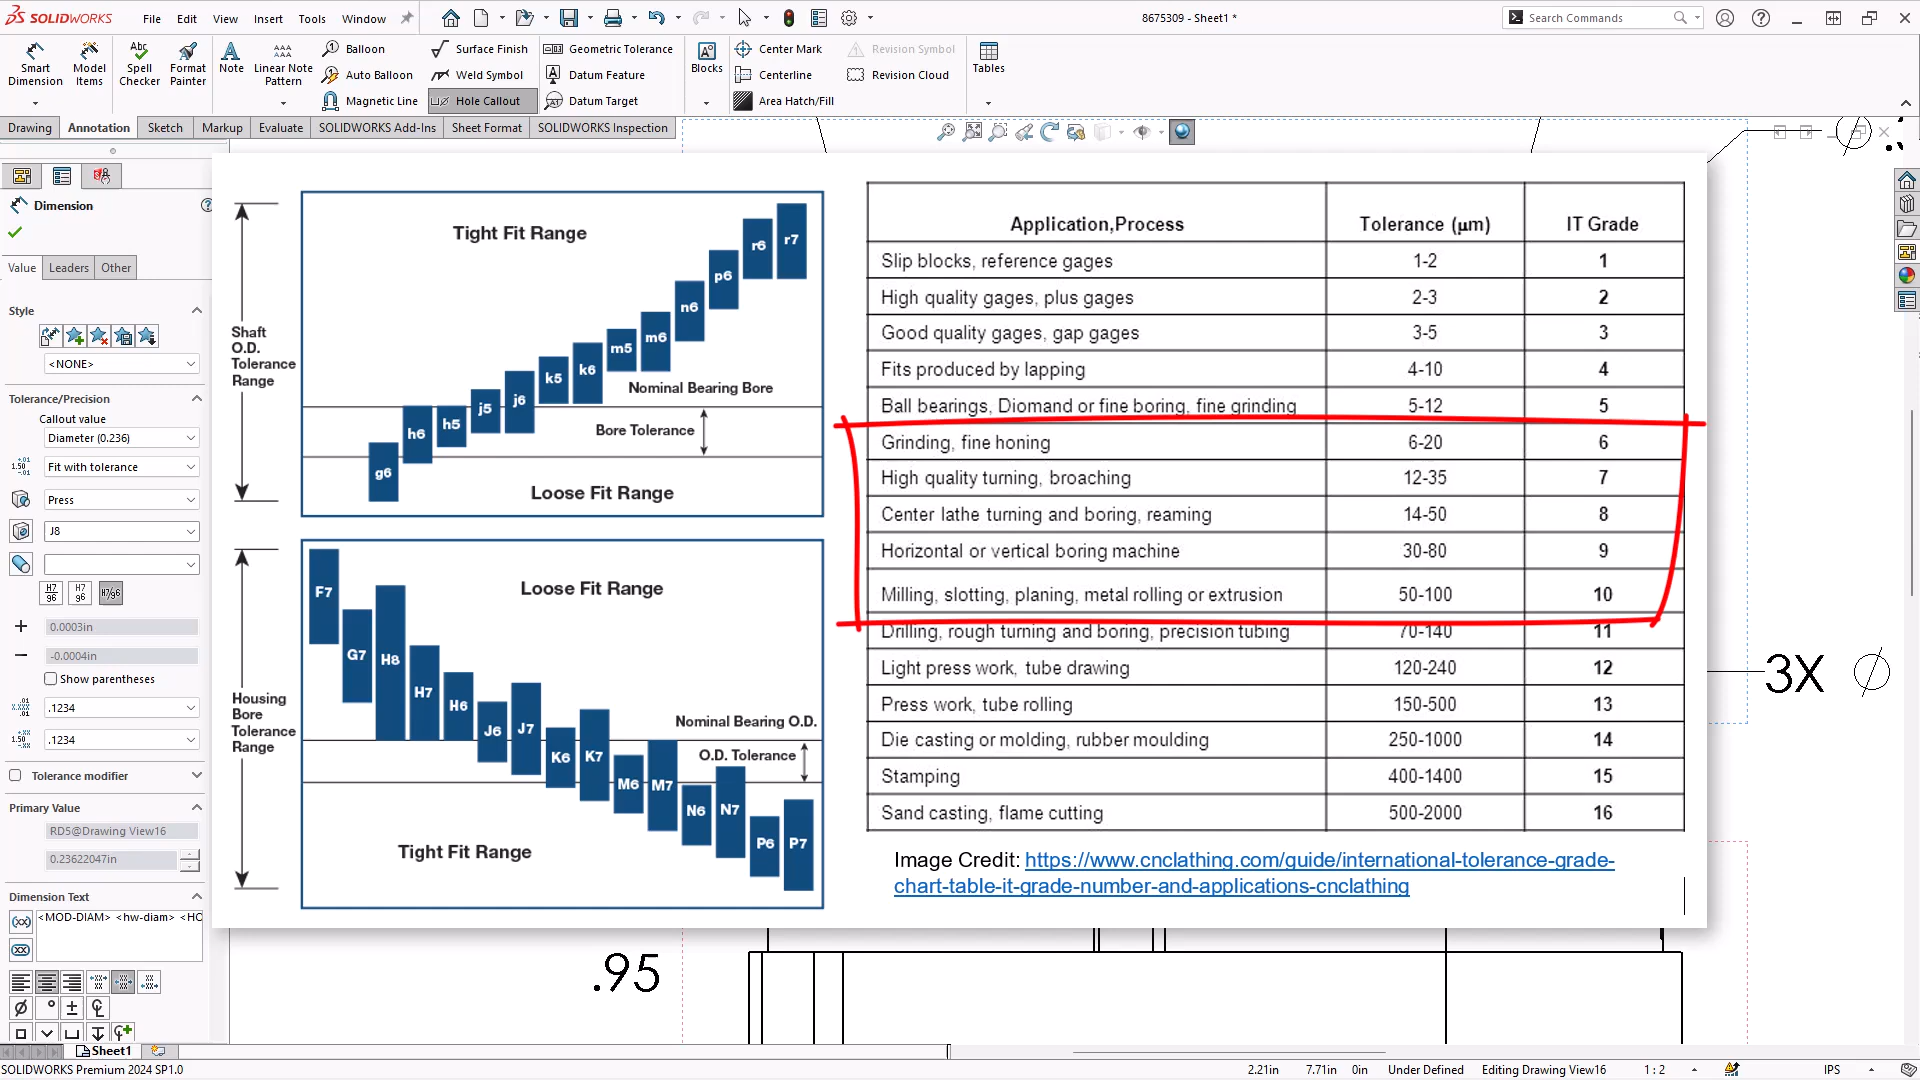 SOLIDWORKS File Edit View Insert Tools Window 8675309 - Sheet1 * Search Commands
Smart Dimension
Model Items
Spell Checker
Format Painter
Note
Linear Note Pattern
Balloon
Auto Balloon
Magnetic Line
Surface Finish
Weld Symbol
Hole Callout
Geometric Tolerance
Datum Feature
Datum Target
Blocks
Center Mark
Centerline
Area Hatch/Fill
Revision Symbol
Revision Cloud
Tables
Drawing Annotation Sketch Markup Evaluate SOLIDWORKS Add-Ins Sheet Format SOLIDWORKS Inspection
Dimension
Value Leaders Other
Style
<NONE>
Tolerance/Precision
Callout value
Diameter (0.236)
Fit with tolerance
Press
J8
H7 g6 H7 g6 H7/g6
+ 0.0003in
- -0.0004in
Show parentheses
.1234
.1234
Tolerance modifier
Primary Value
RD5@Drawing View16
0.23622047in
Dimension Text
<MOD-DIAM> <hw-diam> <HO
Sheet1
Shaft
O.D.
Tolerance
Range
Tight Fit Range
r7
r6
p6
n6
m6
m5
k6
k5
j6
j5
h5
h6
g6
Nominal Bearing Bore
Bore Tolerance
Loose Fit Range
Housing
Bore
Tolerance
Range
Loose Fit Range
F7
G7
H8
H7
H6
J6
J7
K6
K7
M6
M7
N6
N7
P6
P7
Nominal Bearing O.D.
O.D. Tolerance
Tight Fit Range
Application,Process Tolerance (µm) IT Grade
Slip blocks, reference gages 1-2 1
High quality gages, plus gages 2-3 2
Good quality gages, gap gages 3-5 3
Fits produced by lapping 4-10 4
Ball bearings, Diomand or fine boring, fine grinding 5-12 5
Grinding, fine honing 6-20 6
High quality turning, broaching 12-35 7
Center lathe turning and boring, reaming 14-50 8
Horizontal or vertical boring machine 30-80 9
Milling, slotting, planing, metal rolling or extrusion 50-100 10
Drilling, rough turning and boring, precision tubing 70-140 11
Light press work, tube drawing 120-240 12
Press work, tube rolling 150-500 13
Die casting or molding, rubber moulding 250-1000 14
Stamping 400-1400 15
Sand casting, flame cutting 500-2000 16
Image Credit: https://www.cnclathing.com/guide/international-tolerance-grade-
chart-table-it-grade-number-and-applications-cnclathing
3X ∅
.95
SOLIDWORKS Premium 2024 SP1.0 2.21in 7.71in 0in Under Defined Editing Drawing View16 1 : 2 IPS